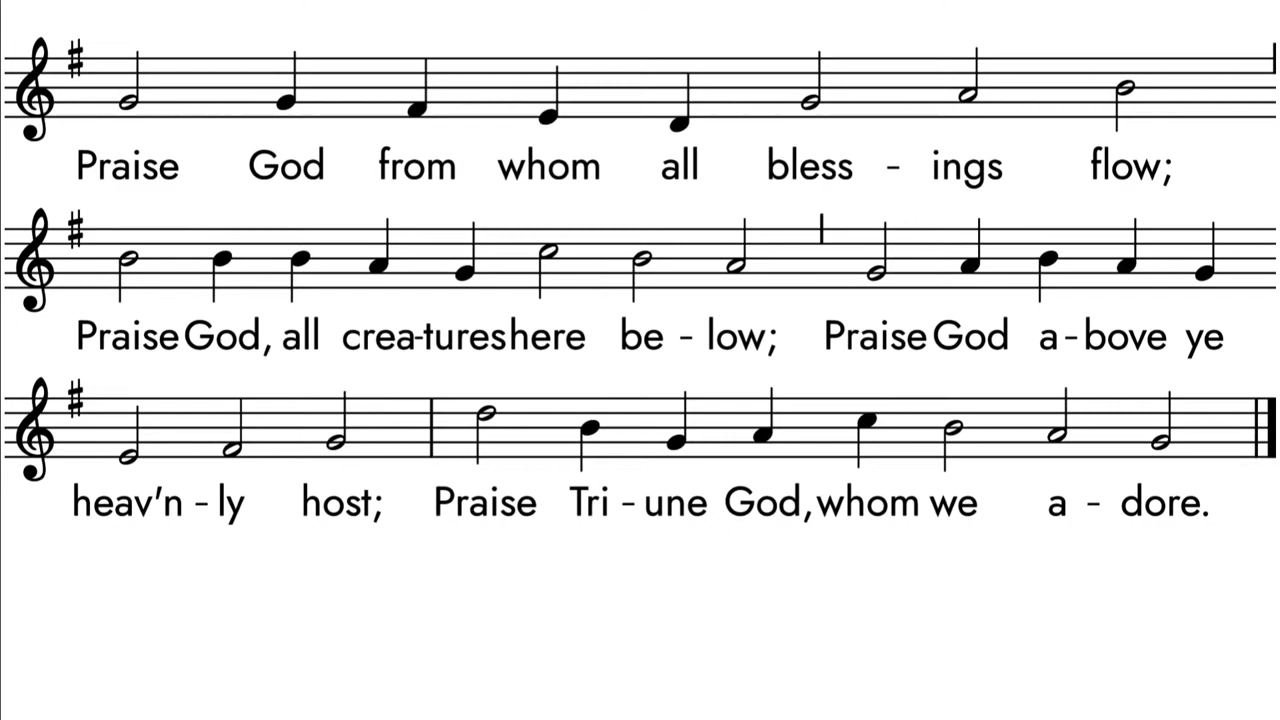 Praise God from whom all bless - ings flow;
Praise God, all crea-tures here be - low; Praise God a-bove ye
heav'n - ly host; Praise Tri - une God, whom we a - dore.